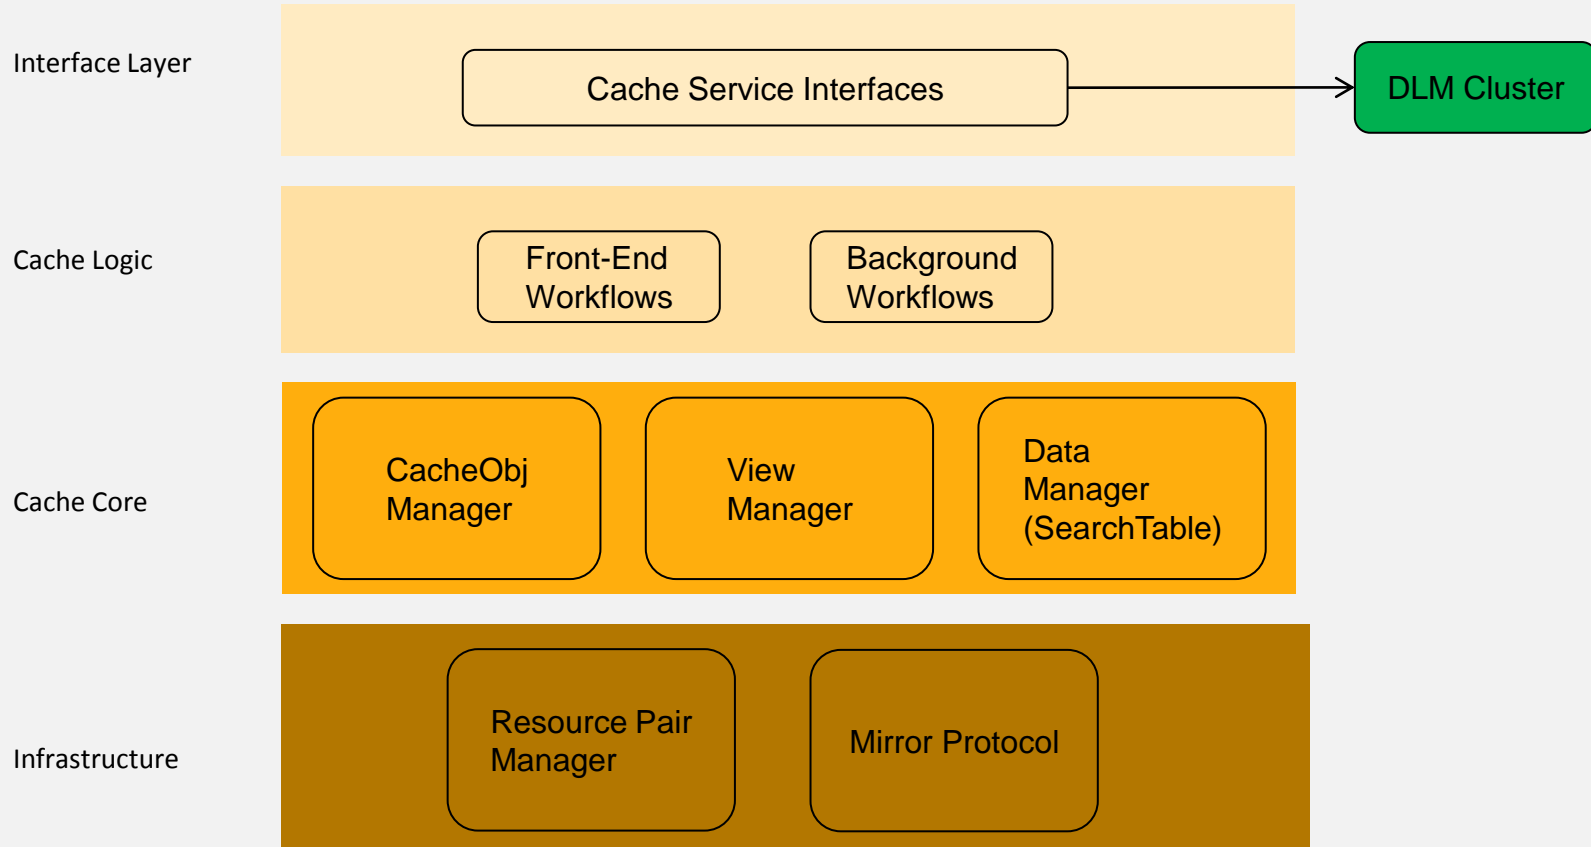 Interface Layer
Cache Service Interfaces
DLM Cluster
Cache Logic
Front-End
Workflows
Background
Workflows
Cache Core
CacheObj
Manager
View
Manager
Data
Manager
(SearchTable)
Infrastructure
Resource Pair
Manager
Mirror Protocol